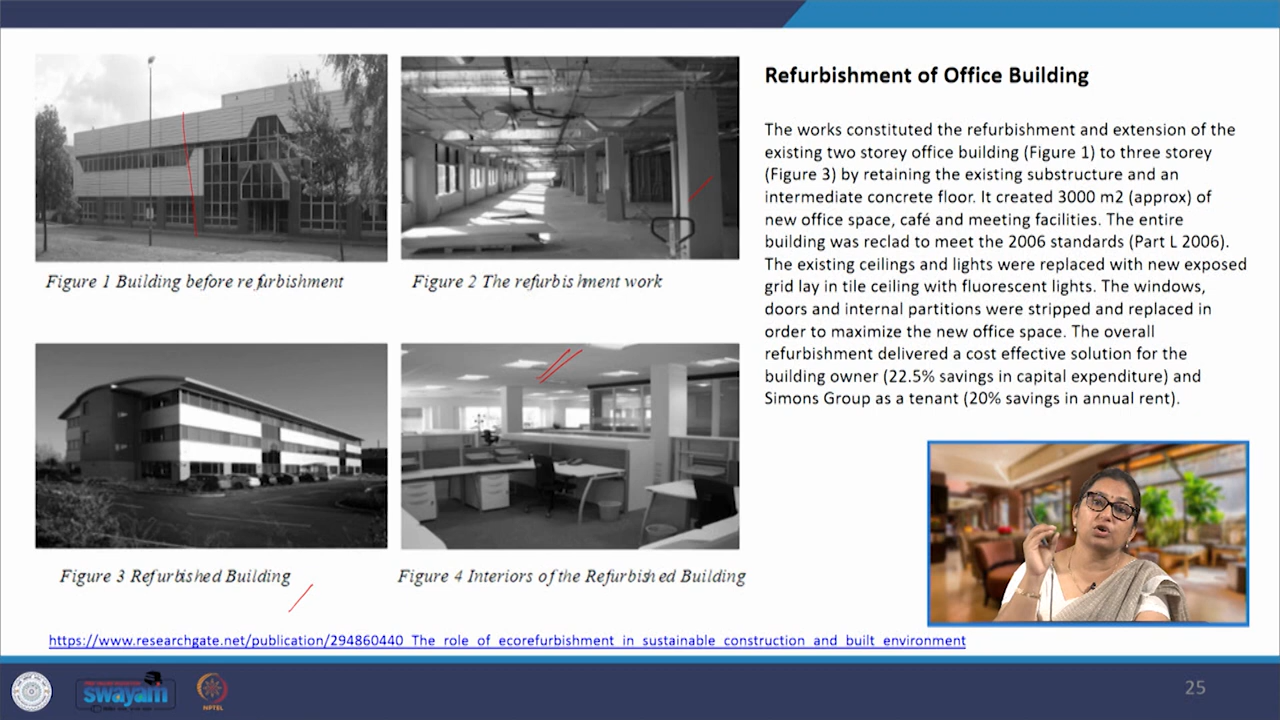 Refurbishment of Office Building
The works constituted the refurbishment and extension of the
existing two storey office building (Figure 1) to three storey
(Figure 3) by retaining the existing substructure and an
intermediate concrete floor. It created 3000 m2 (approx) of
new office space, café and meeting facilities. The entire
building was reclad to meet the 2006 standards (Part L 2006).
The existing ceilings and lights were replaced with new exposed
grid lay in tile ceiling with fluorescent lights. The windows,
doors and internal partitions were stripped and replaced in
order to maximize the new office space. The overall
refurbishment delivered a cost effective solution for the
building owner (22.5% savings in capital expenditure) and
Simons Group as a tenant (20% savings in annual rent).
Figure 1 Building before refurbishment
Figure 2 The refurbishment work
Figure 3 Refurbished Building
Figure 4 Interiors of the Refurbished Building
https://www.researchgate.net/publication/294860440_The_role_of_ecorefurbishment_in_sustainable_construction_and_built_environment
swayam
NPTEL
25